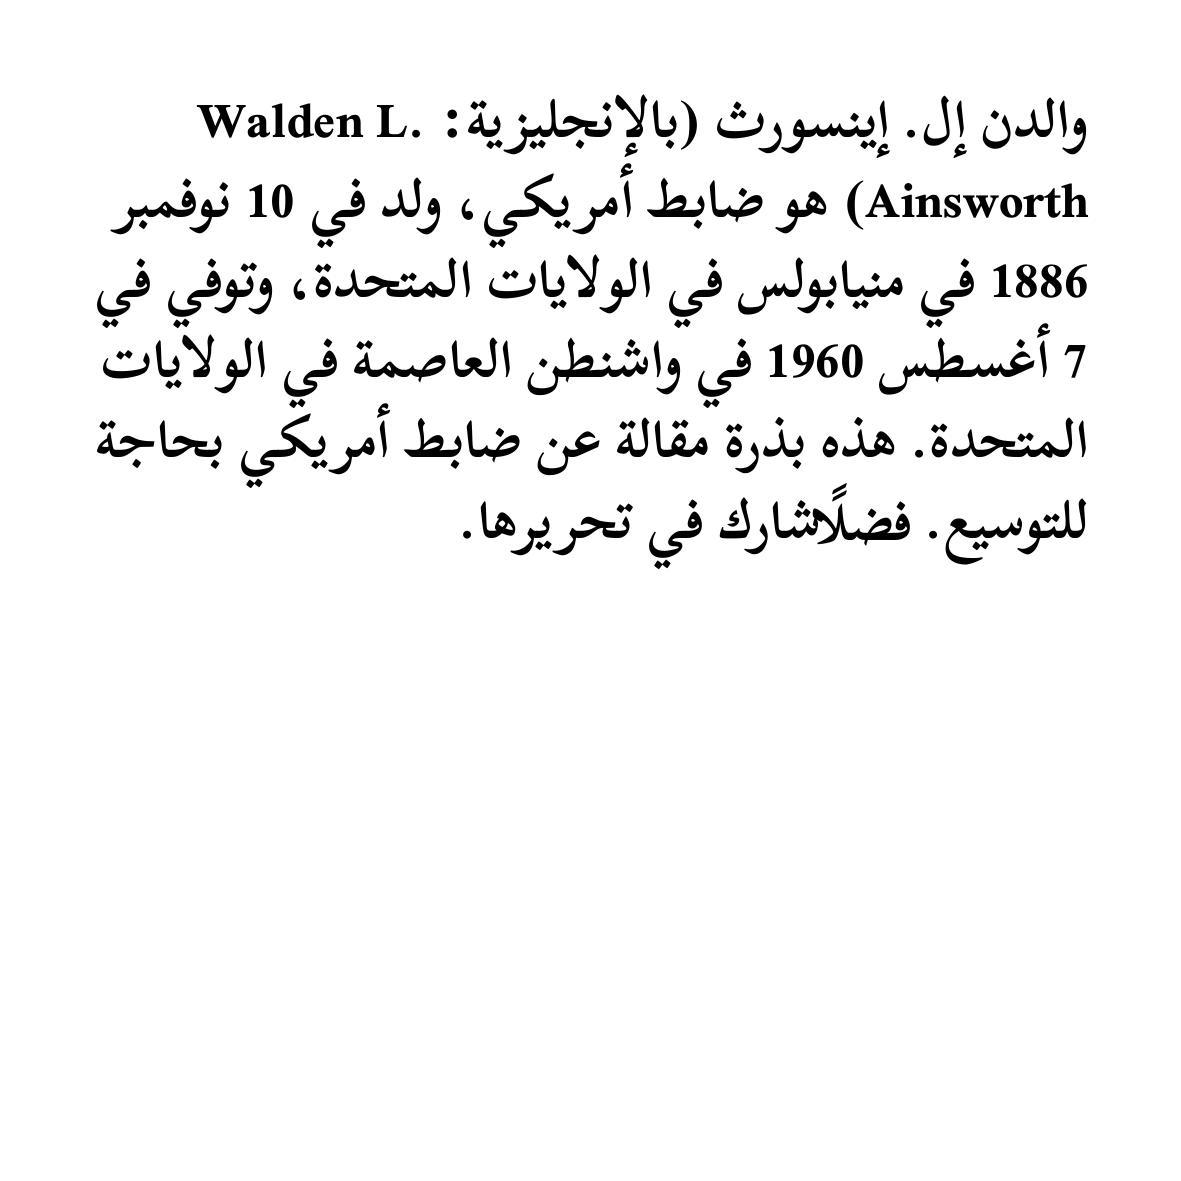 والدن إل. إينسورث (بالإنجليزية: Walden L.
Ainsworth) هو ضابط أمريكي، ولد في 10 نوفمبر
1886 في منيابولس في الولايات المتحدة، وتوفي في
7 أغسطس 1960 في واشنطن العاصمة في الولايات
المتحدة. هذه بذرة مقالة عن ضابط أمريكي بحاجة
للتوسيع. فضلًاشارك في تحريرها.